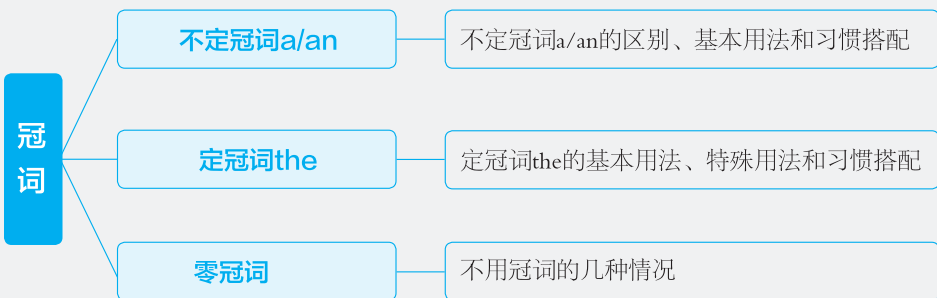 冠词
不定冠词a/an
不定冠词a/an的区别、基本用法和习惯搭配
定冠词the
定冠词the的基本用法、特殊用法和习惯搭配
零冠词
不用冠词的几种情况